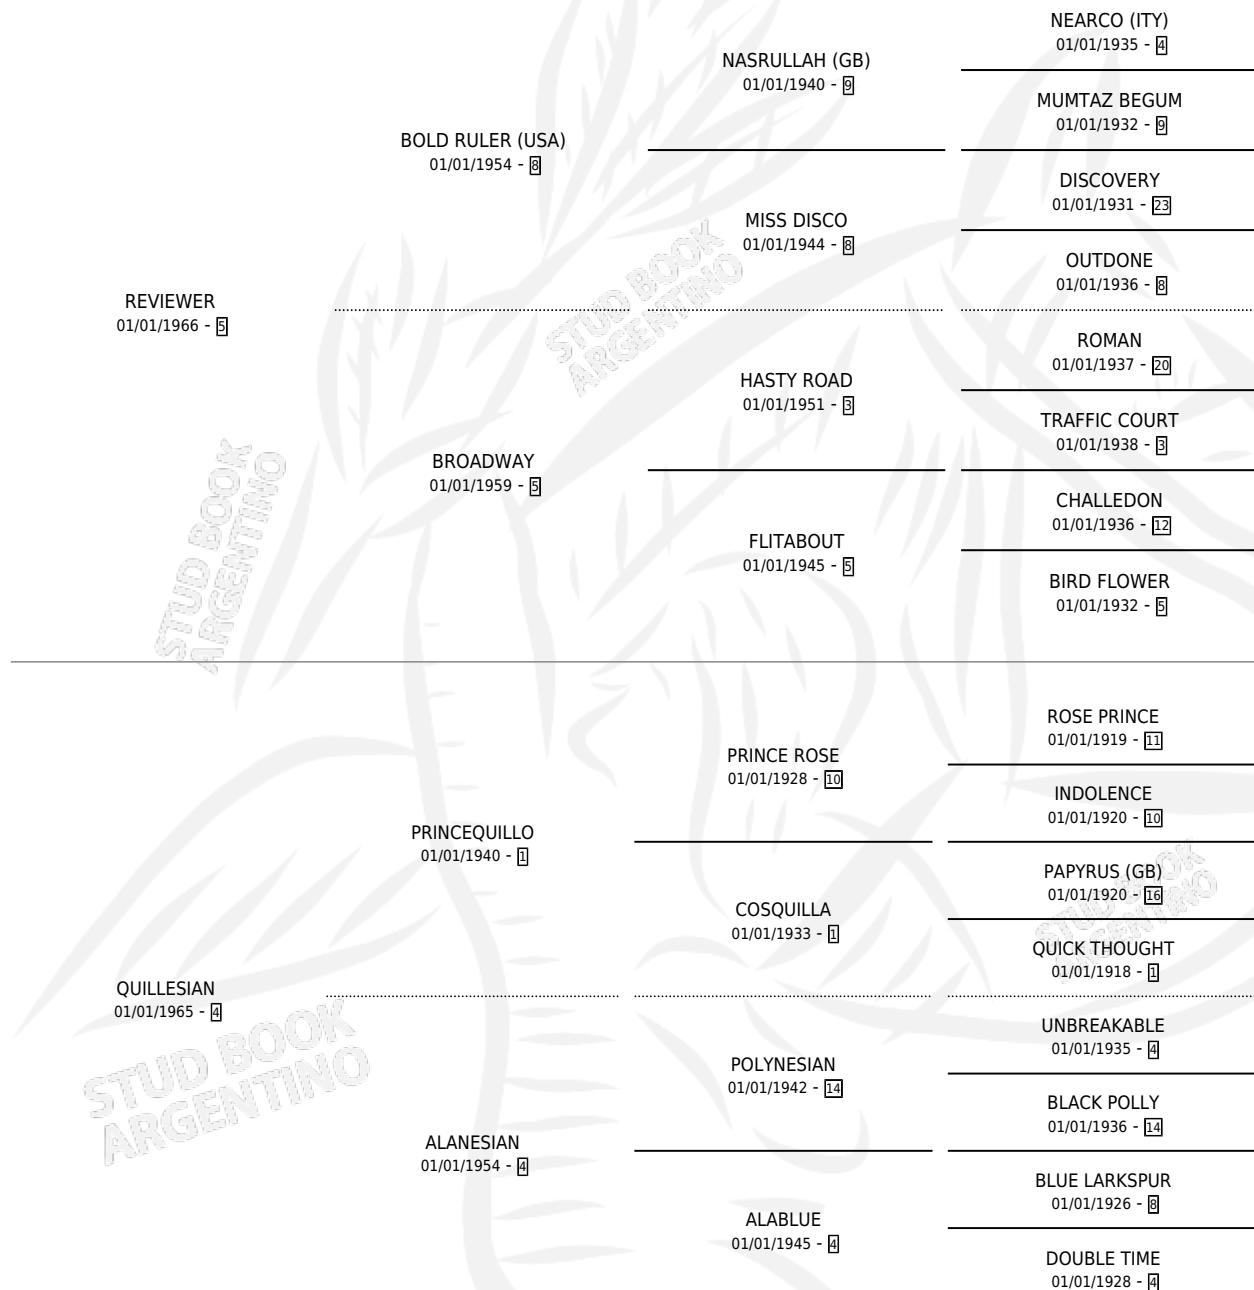 NEARCO (ITY)
01/01/1935 - 4
NASRULLAH (GB)
01/01/1940 - 9
MUMTAZ BEGUM
01/01/1932 - 9
BOLD RULER (USA)
01/01/1954 - 8
DISCOVERY
01/01/1931 - 23
MISS DISCO
01/01/1944 - 8
OUTDONE
01/01/1936 - 8
STUD BOOK
ARGENTINO
REVIEWER
01/01/1966 - 5
ROMAN
01/01/1937 - 20
HASTY ROAD
01/01/1951 - 3
TRAFFIC COURT
01/01/1938 - 3
BROADWAY
01/01/1959 - 5
CHALLEDON
01/01/1936 - 12
FLITABOUT
01/01/1945 - 5
BIRD FLOWER
01/01/1932 - 5
STUD BOOK
ARGENTINO
ROSE PRINCE
01/01/1919 - 11
PRINCE ROSE
01/01/1928 - 10
INDOLENCE
01/01/1920 - 10
PRINCEQUILLO
01/01/1940 - 1
PAPYRUS (GB)
01/01/1920 - 16
COSQUILLA
01/01/1933 - 1
QUICK THOUGHT
01/01/1918 - 1
STUD BOOK
ARGENTINO
QUILLESIAN
01/01/1965 - 4
UNBREAKABLE
01/01/1935 - 4
POLYNESIAN
01/01/1942 - 14
BLACK POLLY
01/01/1936 - 14
STUD BOOK
ARGENTINO
ALANESIAN
01/01/1954 - 4
BLUE LARKSPUR
01/01/1926 - 8
ALABLUE
01/01/1945 - 4
DOUBLE TIME
01/01/1928 - 4